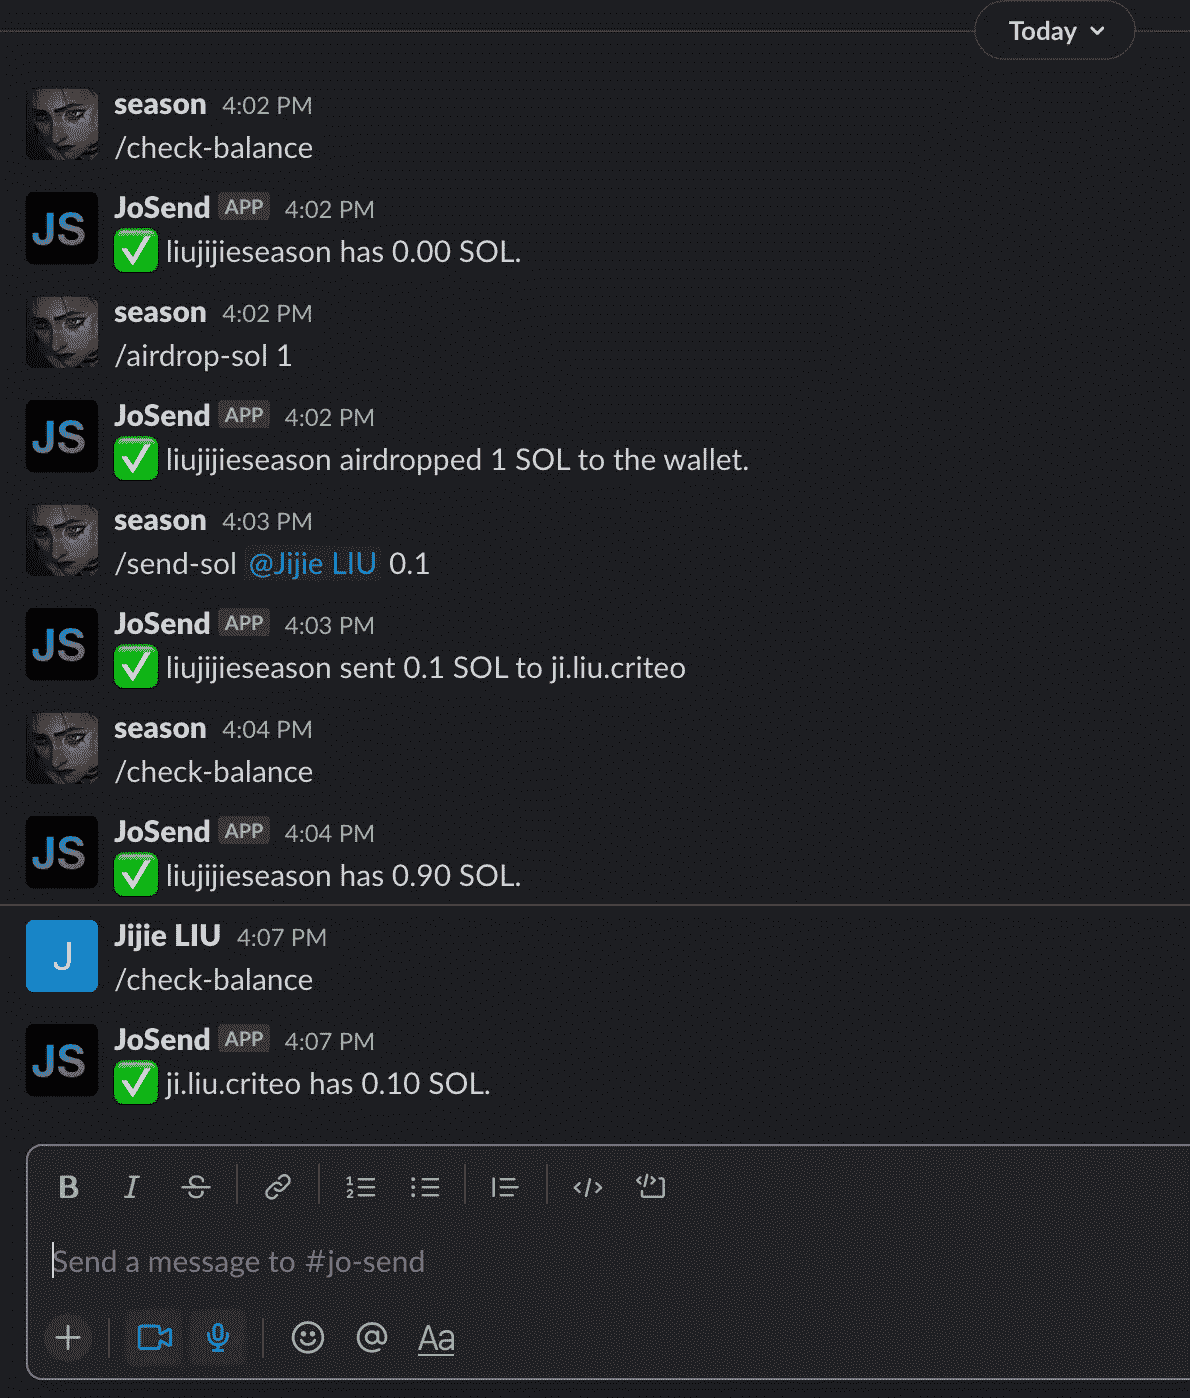 Today
season 4:02 PM
/check-balance
JS
JoSend APP 4:02 PM
✅ liujijieseason has 0.00 SOL.
season 4:02 PM
/airdrop-sol 1
JS
JoSend APP 4:02 PM
✅ liujijieseason airdropped 1 SOL to the wallet.
season 4:03 PM
/send-sol @Jijie LIU 0.1
JS
JoSend APP 4:03 PM
✅ liujijieseason sent 0.1 SOL to ji.liu.criteo
season 4:04 PM
/check-balance
JS
JoSend APP 4:04 PM
✅ liujijieseason has 0.90 SOL.
J
Jijie LIU 4:07 PM
/check-balance
JS
JoSend APP 4:07 PM
✅ ji.liu.criteo has 0.10 SOL.
B I S
Send a message to #jo-send
@ Aa